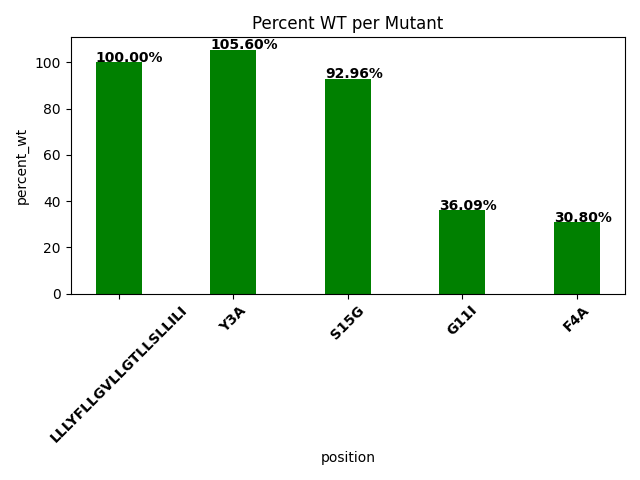 Percent WT per Mutant
percent_wt
100
80
60
40
20
0
100.00%
105.60%
92.96%
36.09%
30.80%
LLLYFLLGVLLGTLLSLLILI
Y3A
S15G
G11I
F4A
position